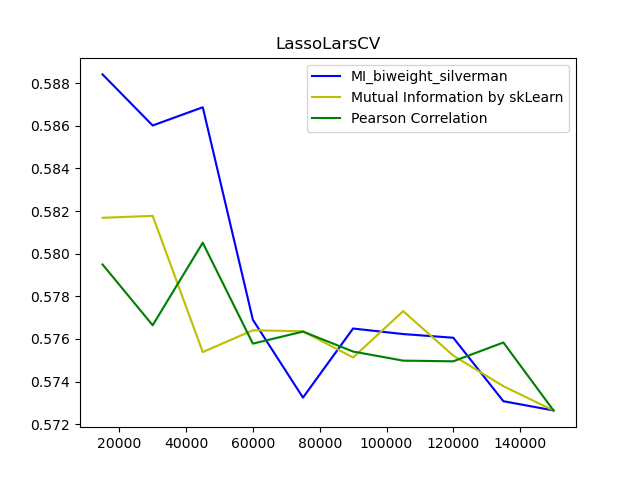 LassoLarsCV
MI_biweight_silverman
Mutual Information by skLearn
Pearson Correlation
0.588
0.586
0.584
0.582
0.580
0.578
0.576
0.574
0.572
20000 40000 60000 80000 100000 120000 140000